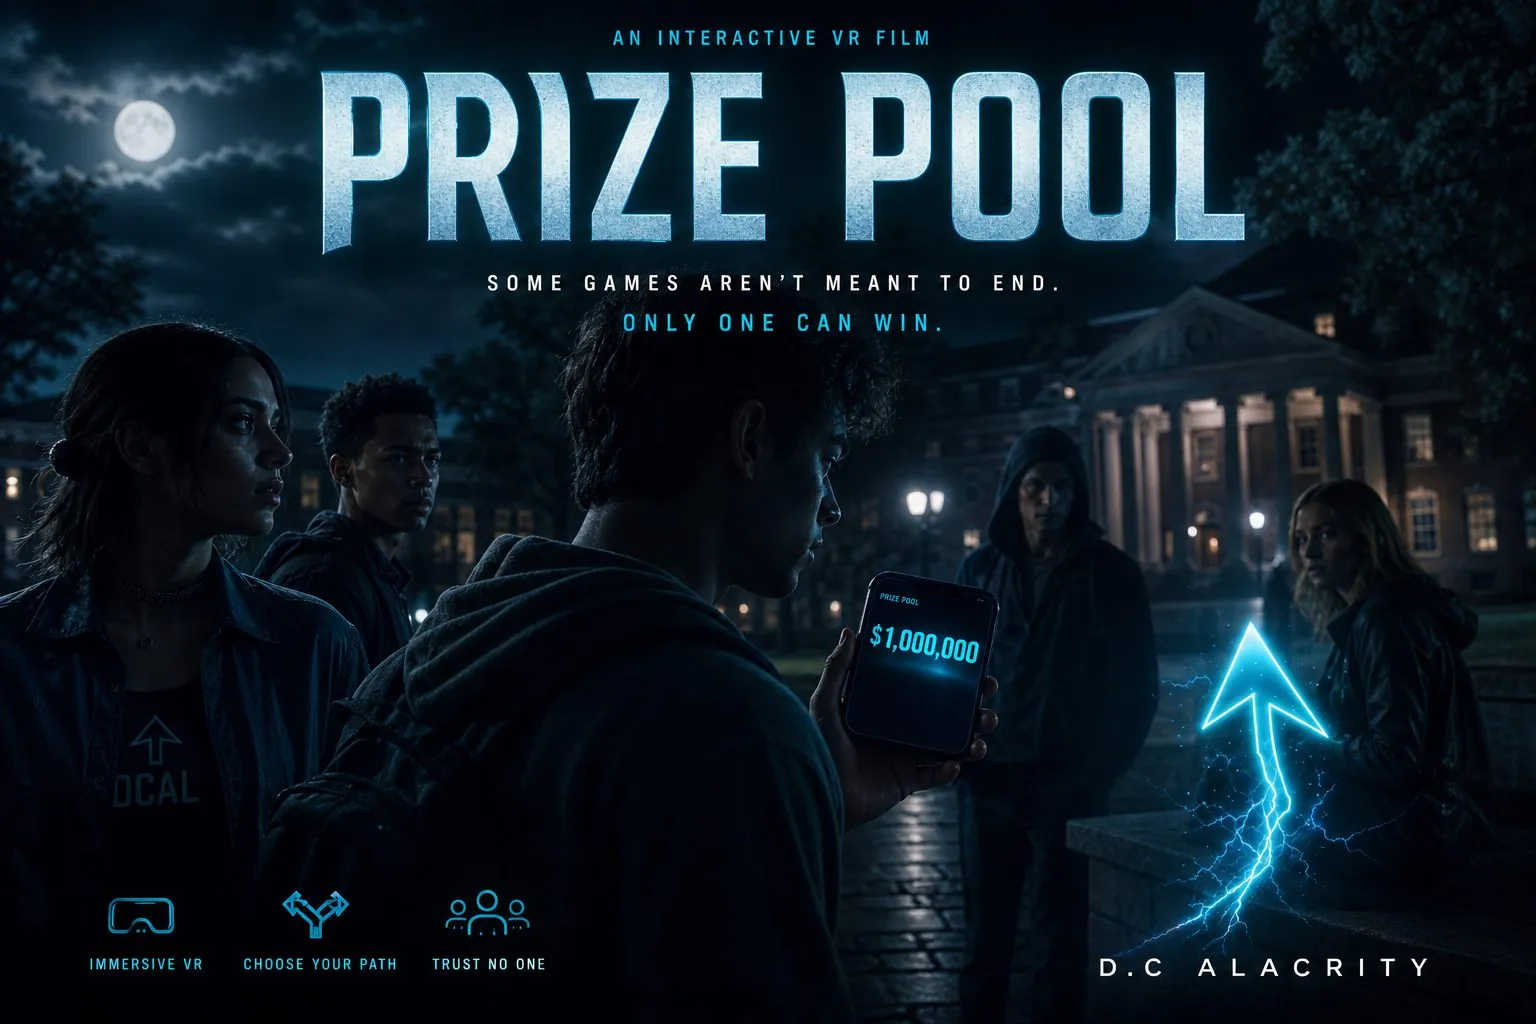 AN INTERACTIVE VR FILM
PRIZE POOL
SOME GAMES AREN'T MEANT TO END.
ONLY ONE CAN WIN.
PRIZE POOL
$1,000,000
OCAL
IMMERSIVE VR
CHOOSE YOUR PATH
TRUST NO ONE
D.C ALACRITY